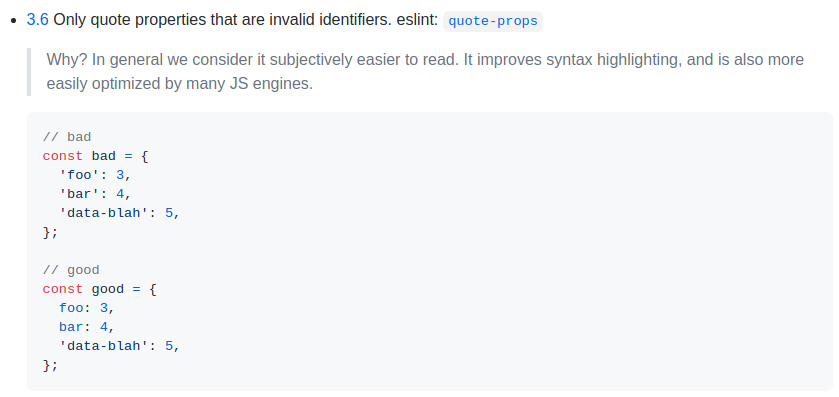 • 3.6 Only quote properties that are invalid identifiers. eslint: quote-props
Why? In general we consider it subjectively easier to read. It improves syntax highlighting, and is also more
easily optimized by many JS engines.
// bad
const bad = {
  'foo': 3,
  'bar': 4,
  'data-blah': 5,
};
// good
const good = {
  foo: 3,
  bar: 4,
  'data-blah': 5,
};